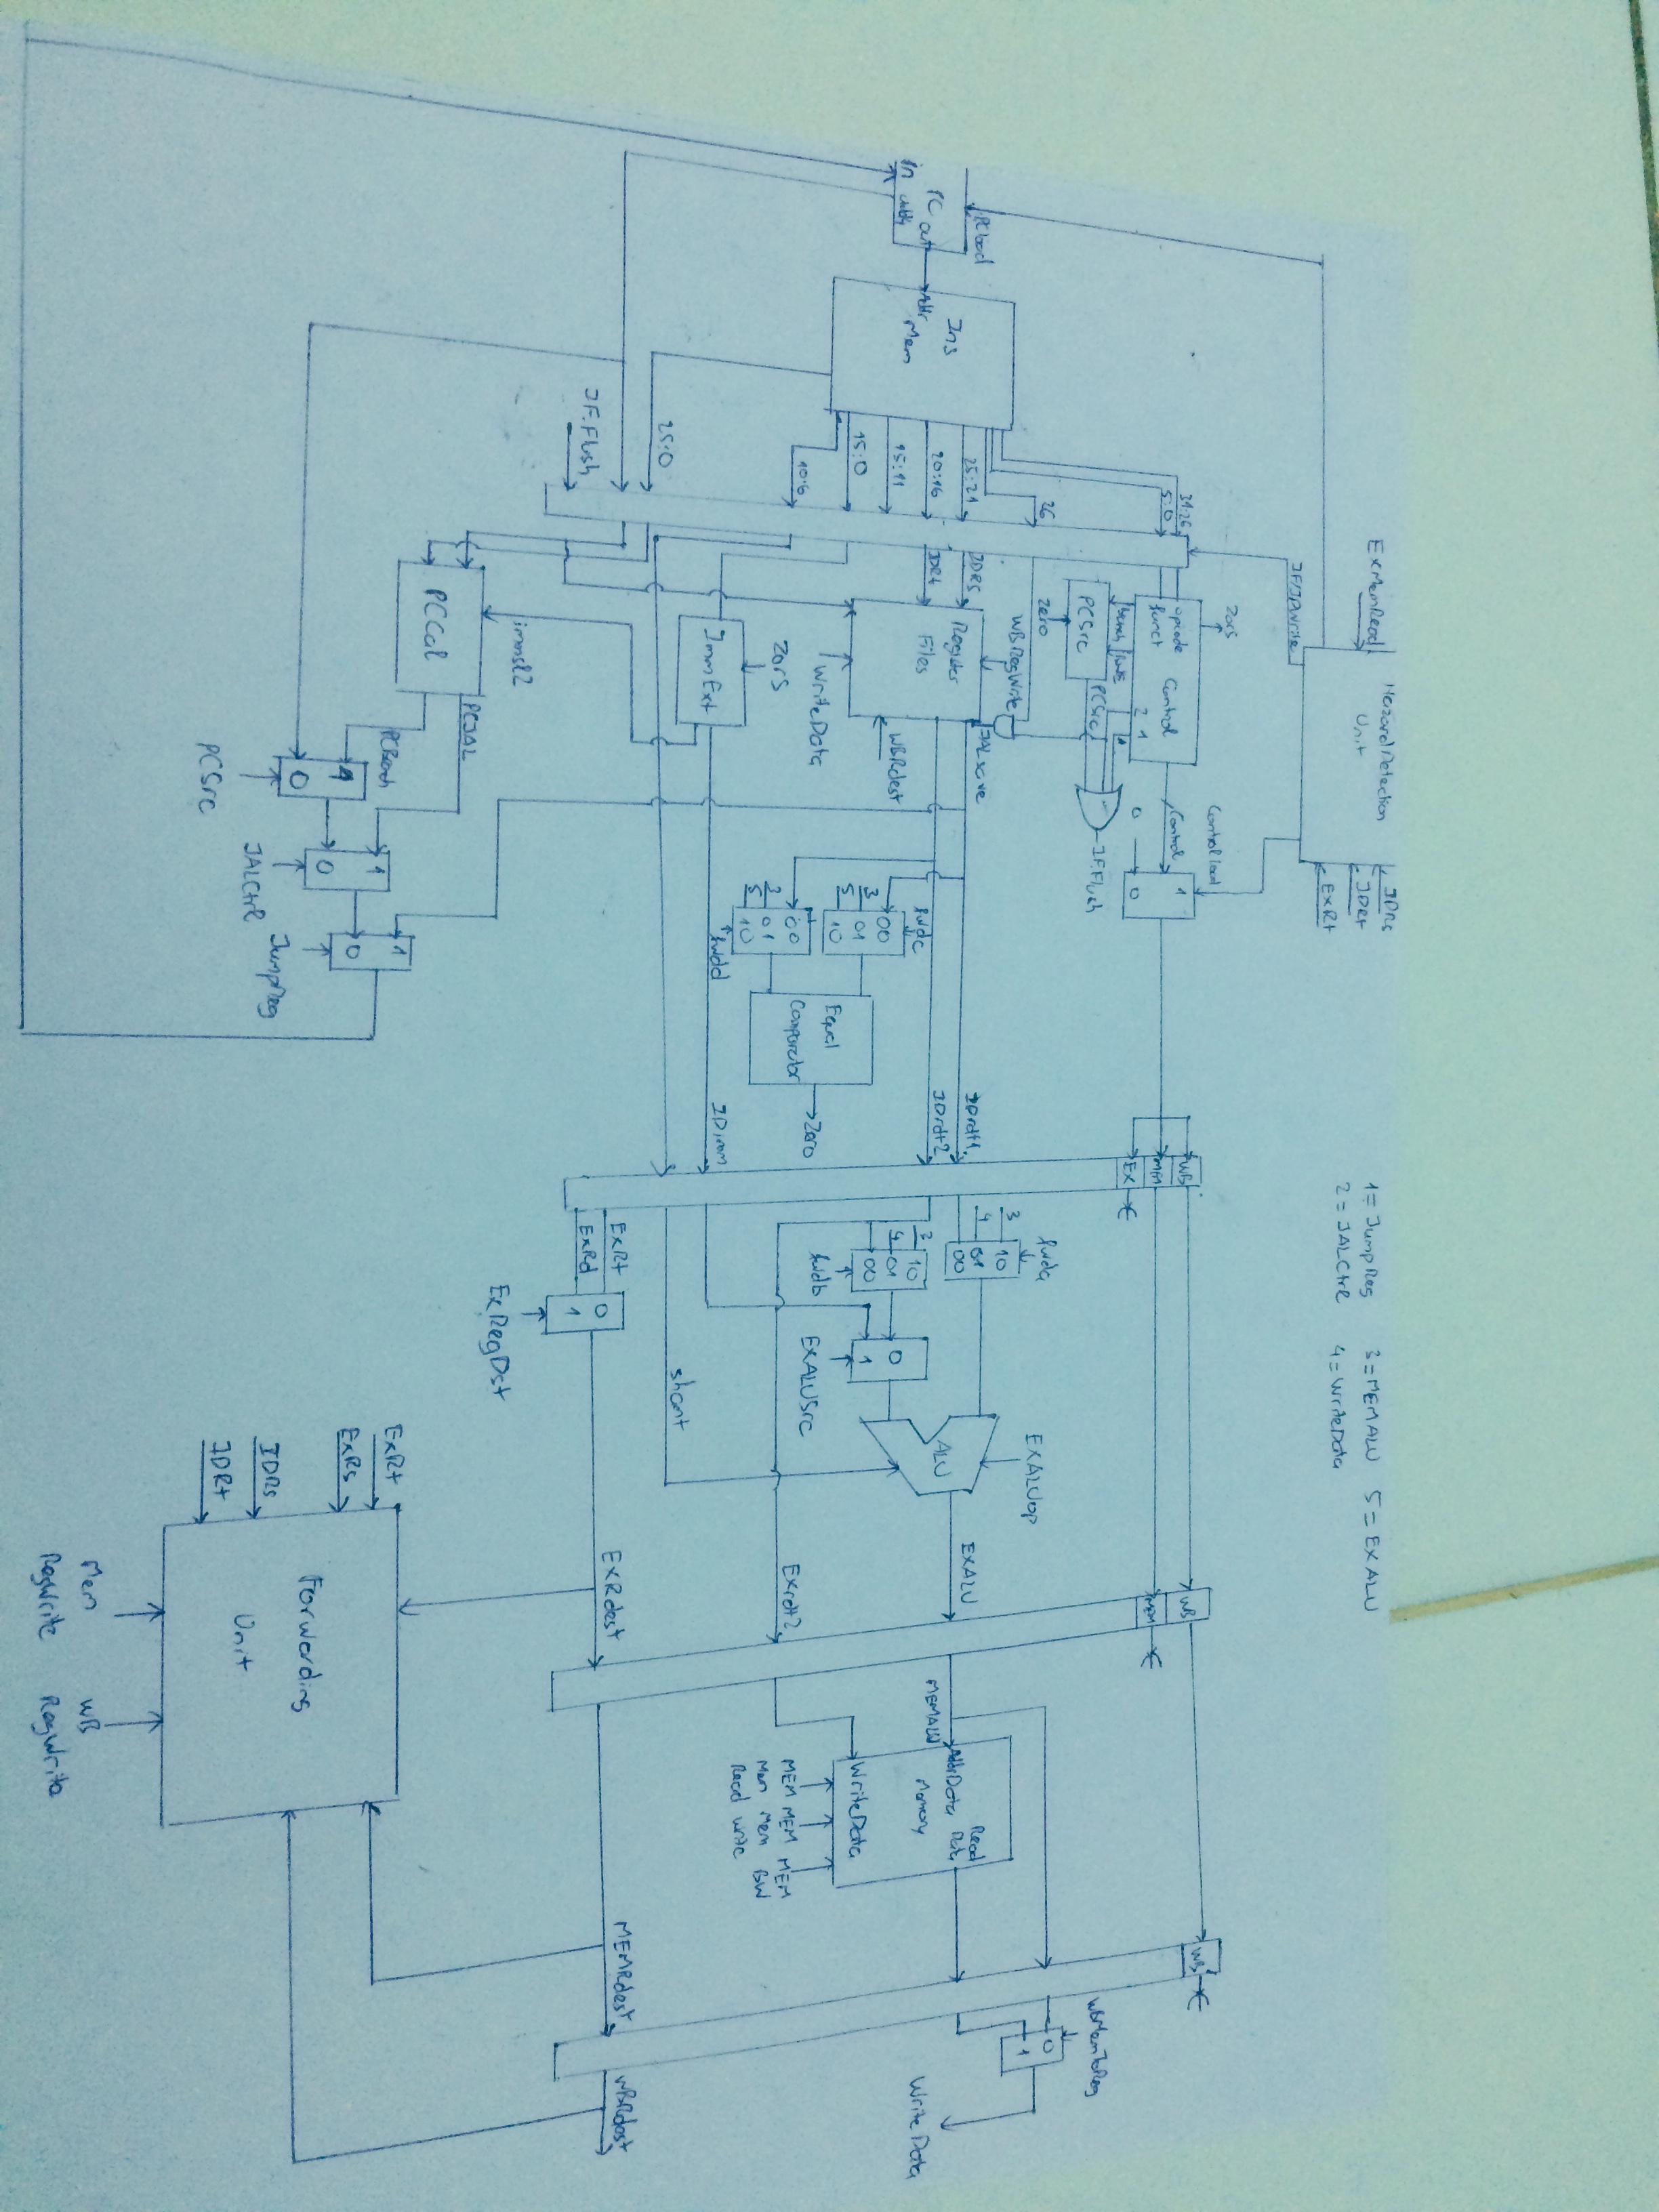 Hazard Detection
Unit
ExMemRead
IDRs
IDRt
ExRt
1 = JumpReg
3 = MEMALU
5 = EXALU
2 = JALCtrl
4 = WriteData
IF/IDWrite
ZorS
ControlLoad
31:26
5:0
opcode
funct
Control
2 1
Control
1
0
0
Branch
BNE
PCSrc
PCSrc
IF.Flush
Zero
26
WBRegWrite
JALsave
PCload
PC
out
in
Ins
Addr
Mem
25:21
20:16
15:11
15:0
10:6
25:0
IF.Flush
IDRS
IDRt
Register
Files
WBRdest
WriteData
ZorS
ImmExt
IDrdt1
IDrdt2
fwdc
00
3
01
5
10
00
3
01
5
10
fwdd
Equal
Comparator
Zero
IDimm
immsl2
PCCal
PCJAL
1
0
PCSrc
1
0
JALCtrl
1
0
JumpReg
WB
MEM
EX
fwda
3
10
4
01
00
3
10
4
01
00
fwdb
0
1
EXALUSrc
EXALUop
ALU
EXALU
Exrdt2
shamt
ExRt
ExRd
0
1
ExRegDst
EXRdest
WB
MEM
MEMALU
Addr
Data
Memory
Read
Data
WriteData
MEM
Mem
Read
MEM
Mem
Write
MEM
BW
MEMRdest
WB
WBMemToReg
0
1
WriteData
WBRdest
ExRt
ExRs
IDRs
IDRt
Forwarding
Unit
Mem
RegWrite
WB
RegWrite